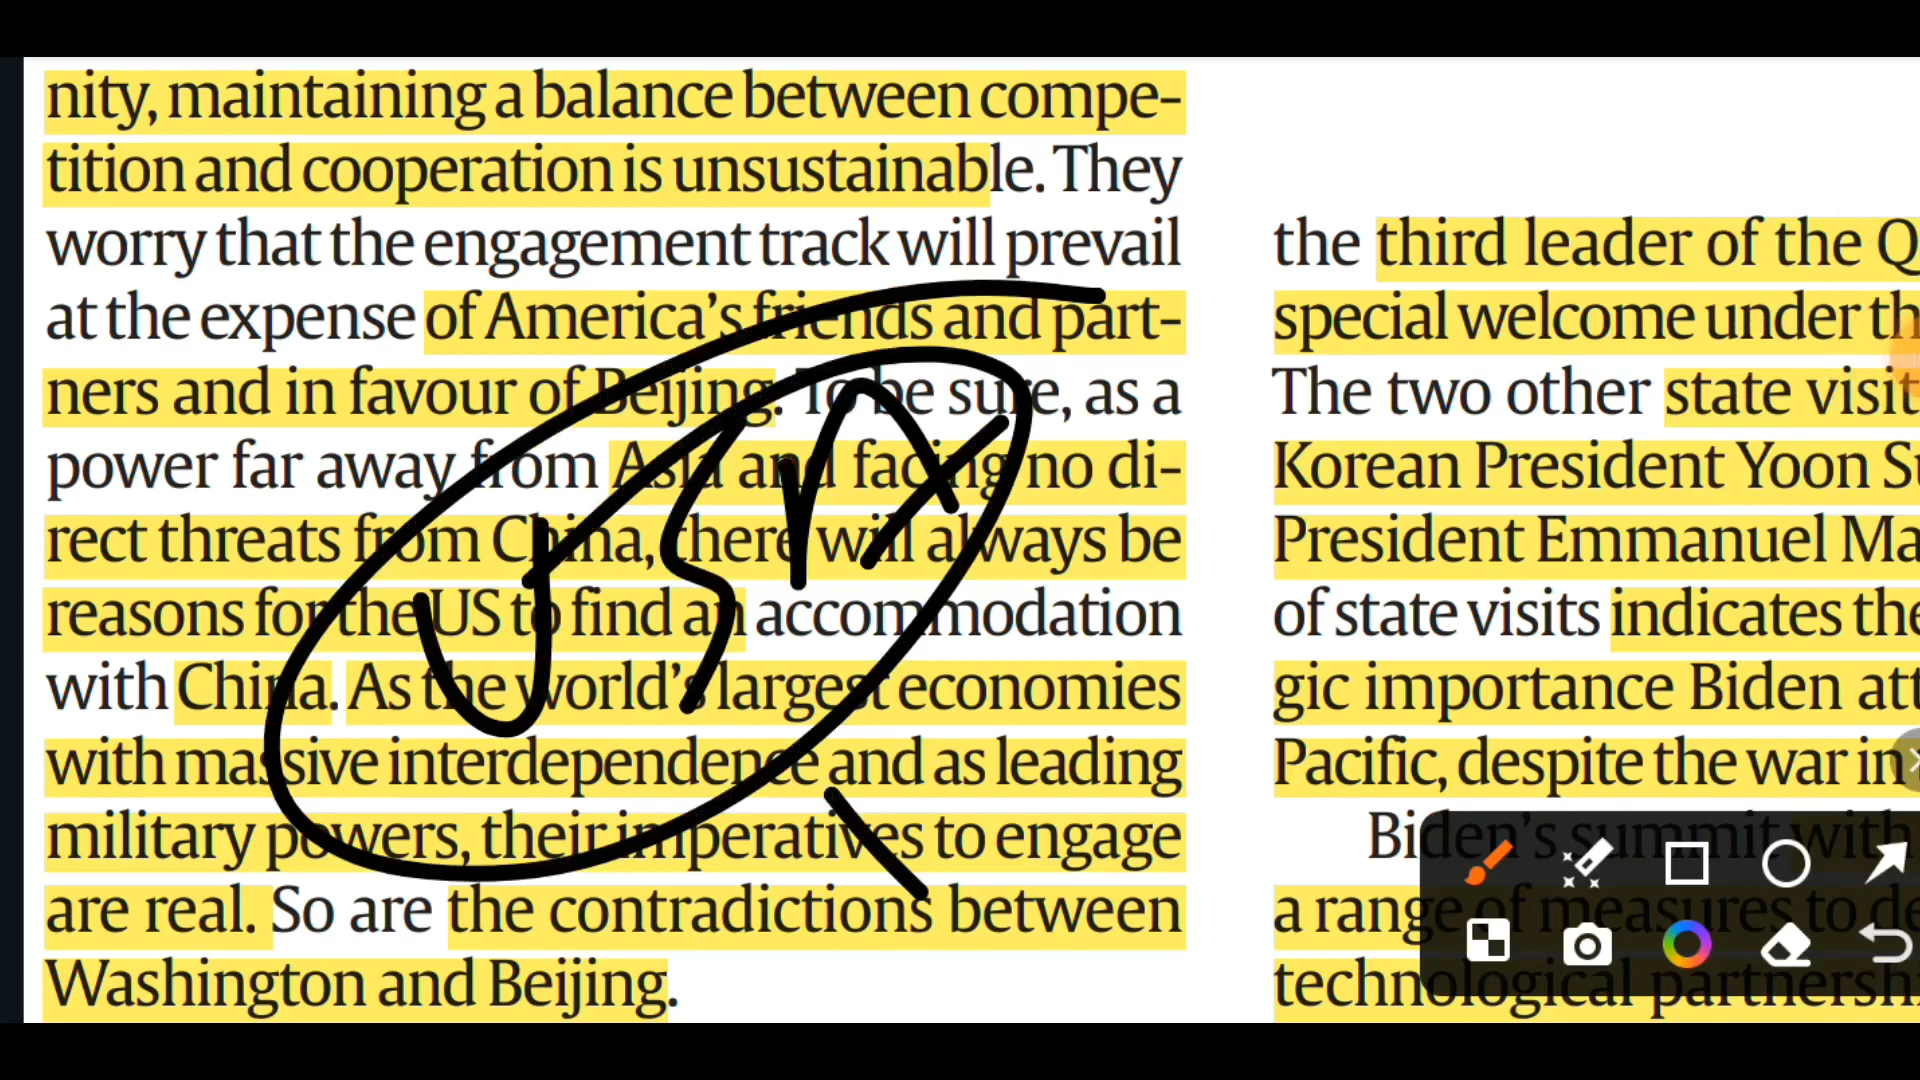 nity, maintaining a balance between compe-
tition and cooperation is unsustainable. They
worry that the engagement track will prevail
at the expense of America's friends and part-
ners and in favour of Beijing. To be sure, as a
power far away from Asia and facing no di-
rect threats from China, there will always be
reasons for the US to find an accommodation
with China. As the world's largest economies
with massive interdependence and as leading
military powers, their imperatives to engage
are real. So are the contradictions between
Washington and Beijing.
USA
the third leader of the Q
special welcome under th
The two other state visit
Korean President Yoon Su
President Emmanuel Ma
of state visits indicates the
gic importance Biden att
Pacific, despite the war in
Biden's summit with
a range of measures to de
technological partnershi